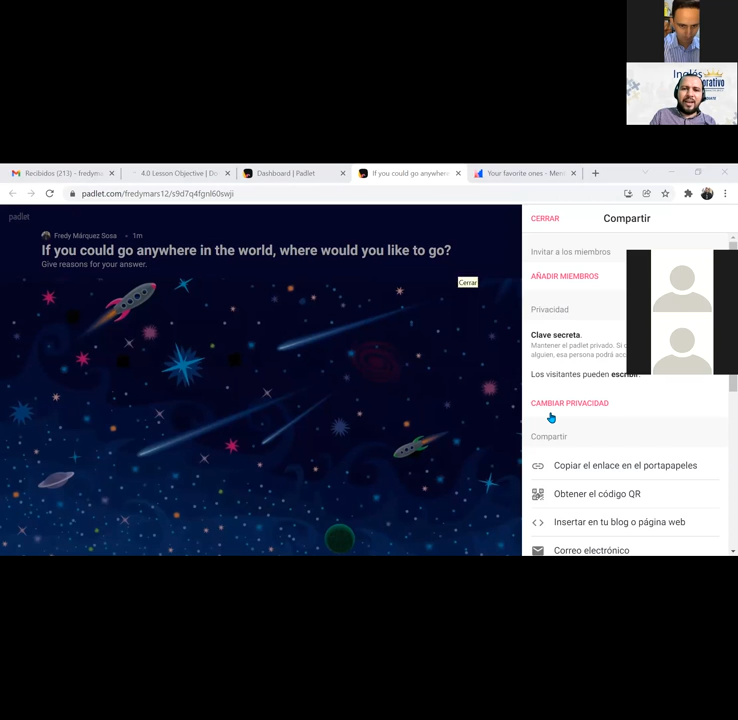 Inglés
Recibidos (213) - fredyma
4.0 Lesson Objective | Do
Dashboard | Padlet
If you could go anywhere
Your favorite ones - Men
padlet.com/fredymars12/s9d7q4fgnl60swji
padlet
Fredy Márquez Sosa • 1m
If you could go anywhere in the world, where would you like to go?
Give reasons for your answer.
Cerrar
CERRAR
Compartir
Invitar a los miembros
AÑADIR MIEMBROS
Privacidad
Clave secreta.
Mantener el padlet privado. Si
alguien, esa persona podrá
Los visitantes pueden escribir.
CAMBIAR PRIVACIDAD
Compartir
Copiar el enlace en el portapapeles
Obtener el código QR
Insertar en tu blog o página web
Correo electrónico